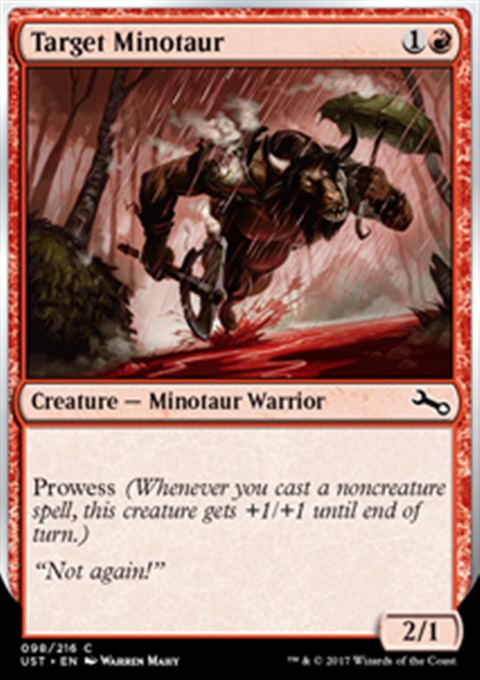 Target Minotaur 1
Creature — Minotaur Warrior
Prowess (Whenever you cast a noncreature
spell, this creature gets +1/+1 until end of
turn.)
“Not again!”
2/1
098/216 C
UST • EN Warren Mahy
™ & © 2017 Wizards of the Coast